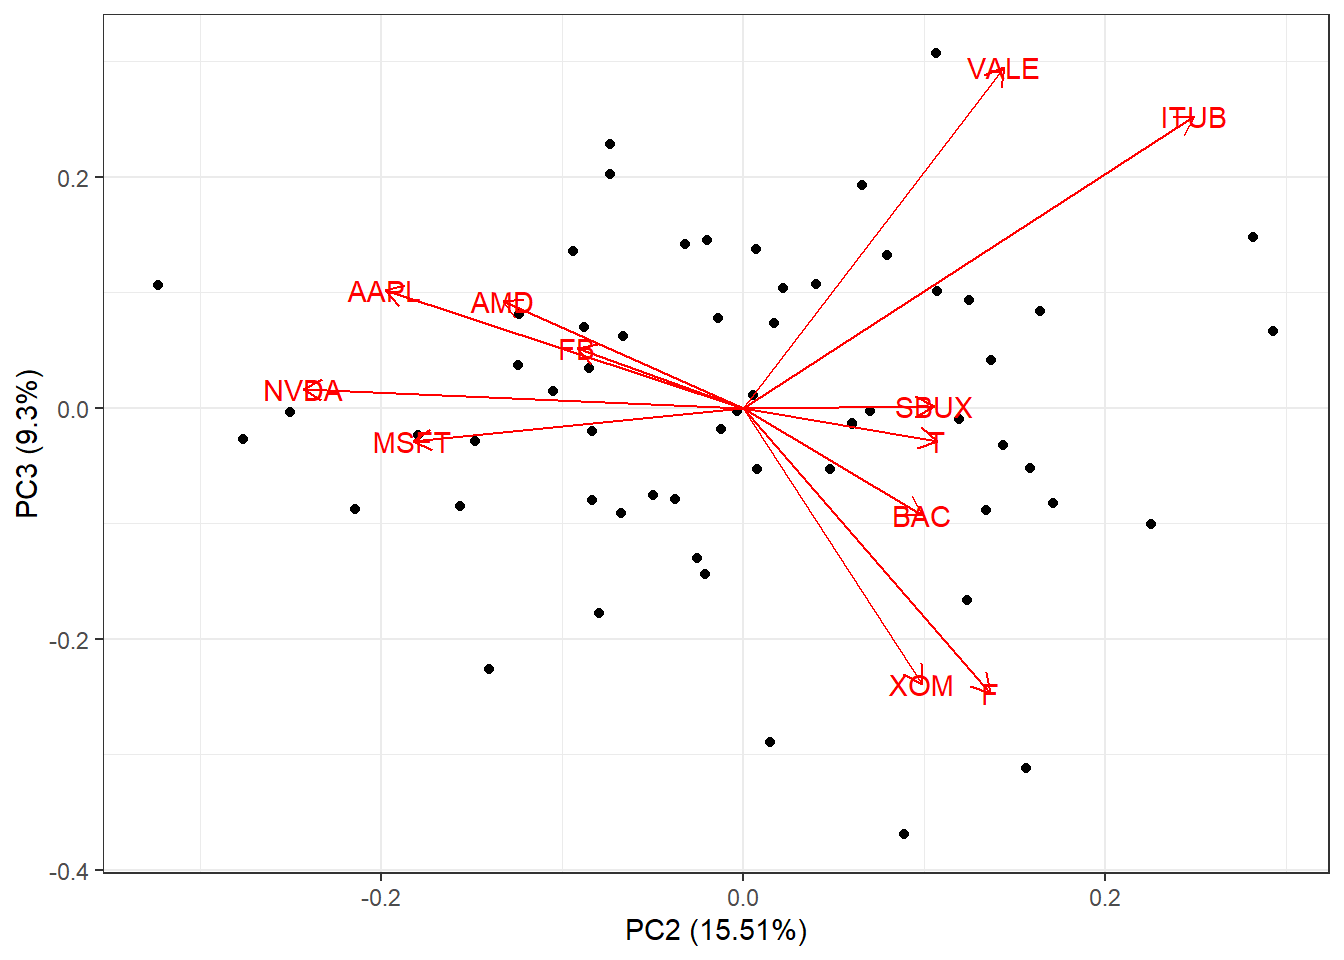 VALE
ITUB
0.2
AAPL
AMD
FB
NVDA
0.0
SBUX
MSFT
T
BAC
-0.2
XOM
F
-0.4
-0.2
0.0
0.2
PC2 (15.51%)
PC3 (9.3%)